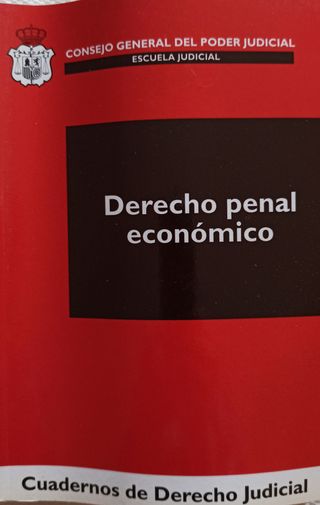 CONSEJO GENERAL DEL PODER JUDICIAL
ESCUELA JUDICIAL
Derecho penal
económico
Cuadernos de Derecho Judicial